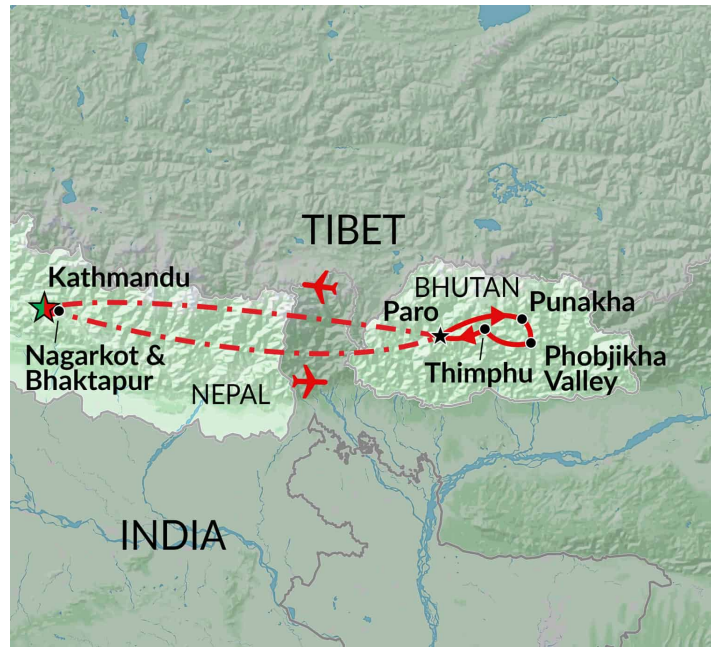 TIBET
Kathmandu
BHUTAN
Paro
Punakha
Nagarkot &
Bhaktapur
Thimphu
Phobjikha
Valley
NEPAL
INDIA